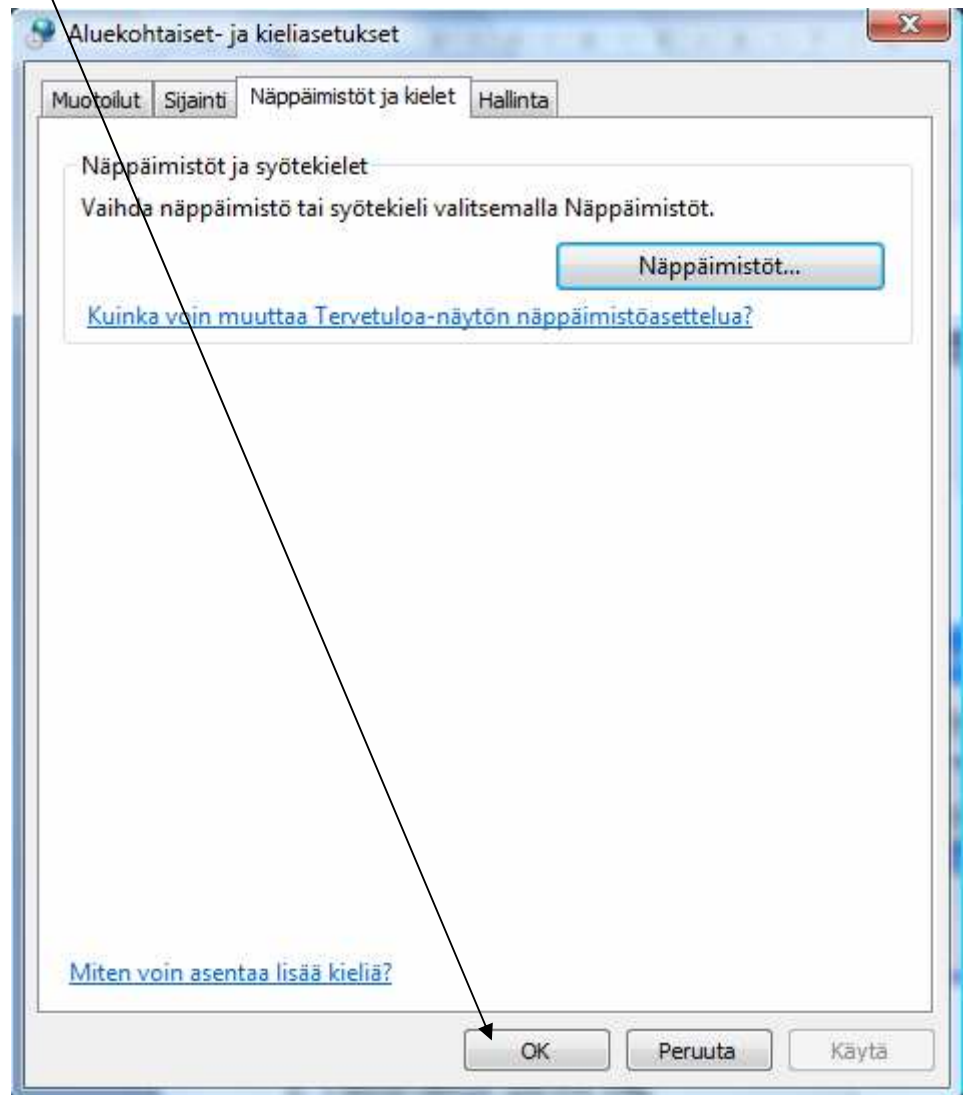 Aluekohtaiset- ja kieliasetukset
Muotoilut Sijainti Näppäimistöt ja kielet Hallinta
Näppäimistöt ja syötekielet
Vaihda näppäimistö tai syötekieli valitsemalla Näppäimistöt.
Näppäimistöt...
Kuinka voin muuttaa Tervetuloa-näytön näppäimistöasettelua?
Miten voin asentaa lisää kieliä?
OK Peruuta Käytä